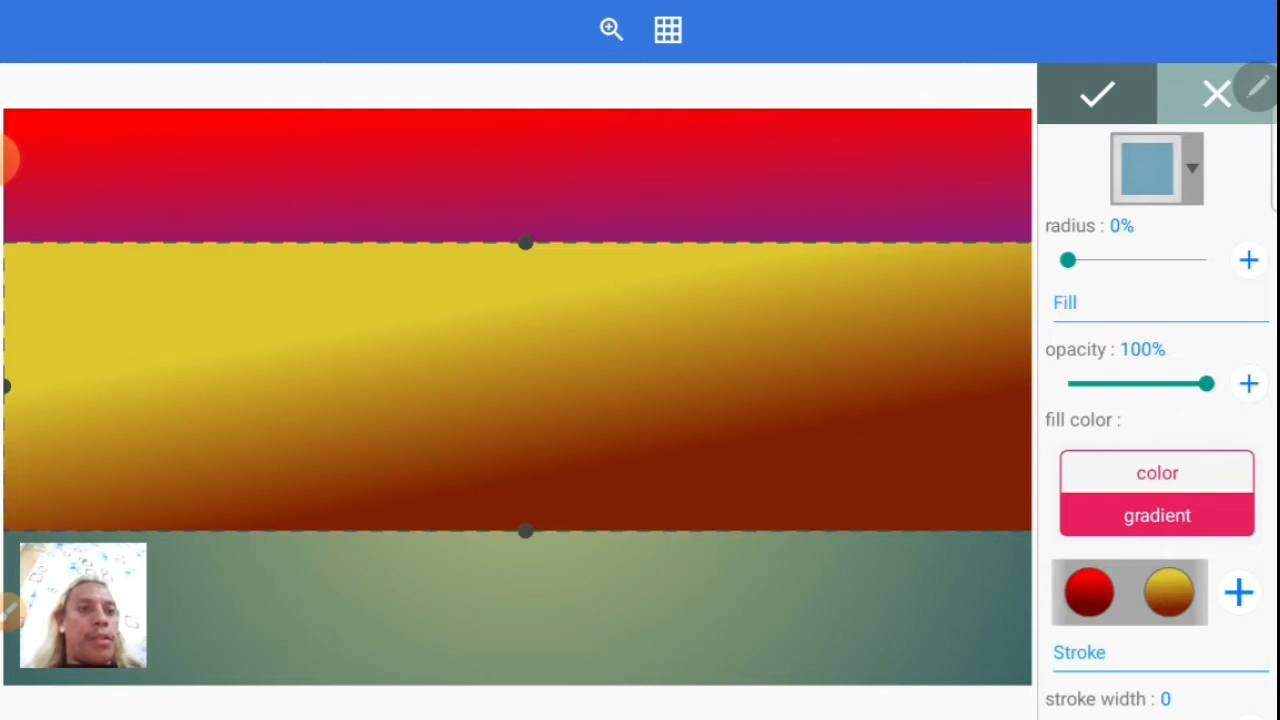 radius : 0%
Fill
opacity : 100%
fill color :
color
gradient
Stroke
stroke width : 0